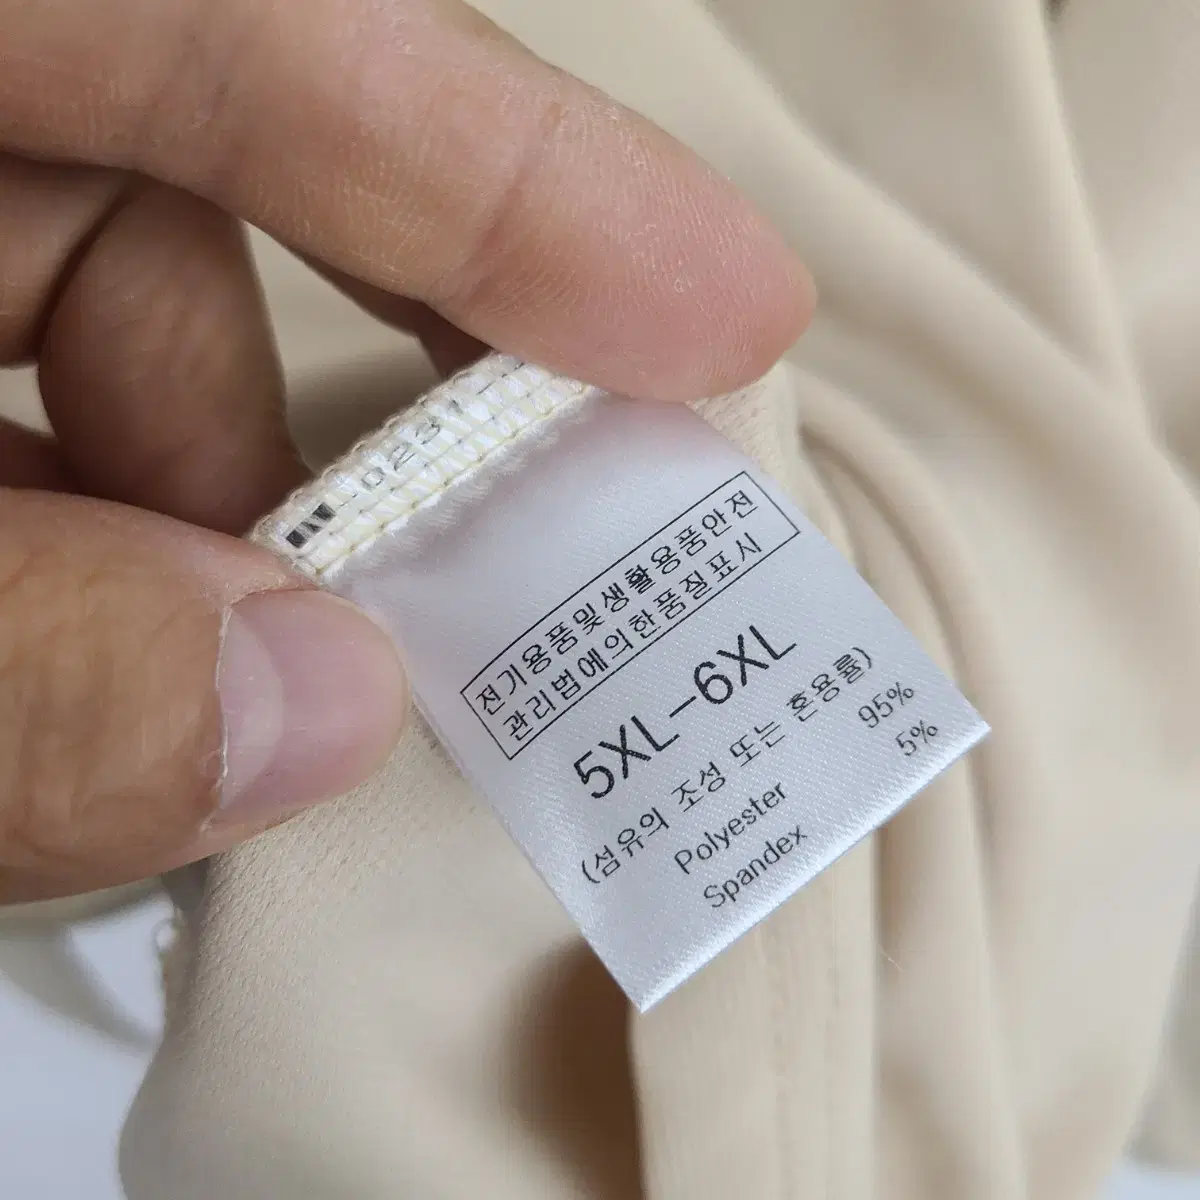 023
전기용품및생활용품안전
관리법에의한품질표시
5XL-6XL
(섬유의 조성 또는 혼용률)
Polyester 95%
Spandex 5%